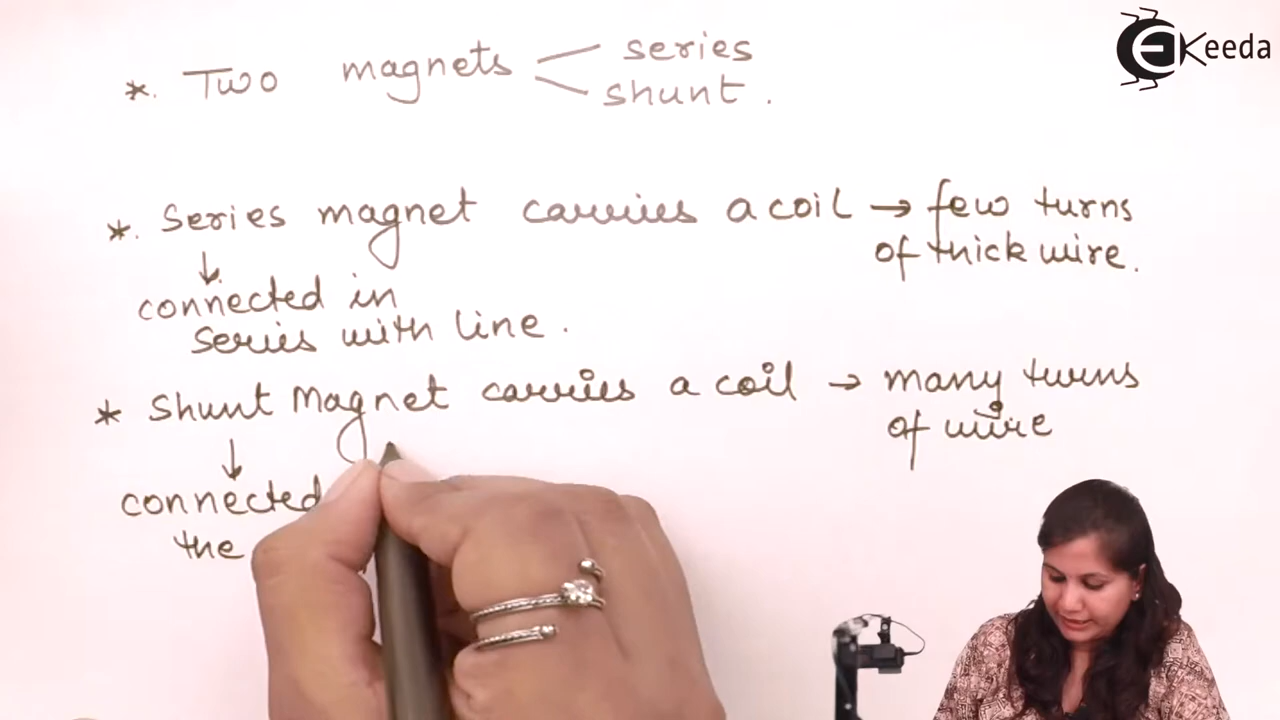 *. Two magnets series
shunt.
*. Series magnet carries a coil → few turns
of thick wire.
↓
connected in
series with line.
* Shunt Magnet carries a coil → many turns
of wire
↓
connected
the
EKeeda